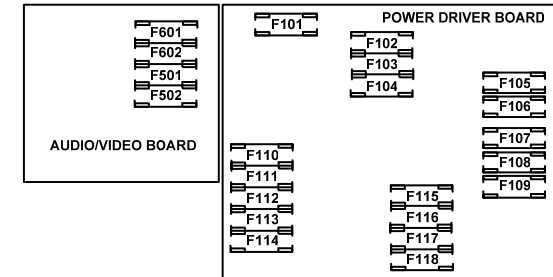 POWER DRIVER BOARD
F101
F601
F602
F501
F502
F102
F103
F104
F105
F106
AUDIO/VIDEO BOARD
F107
F108
F109
F110
F111
F112
F113
F114
F115
F116
F117
F118